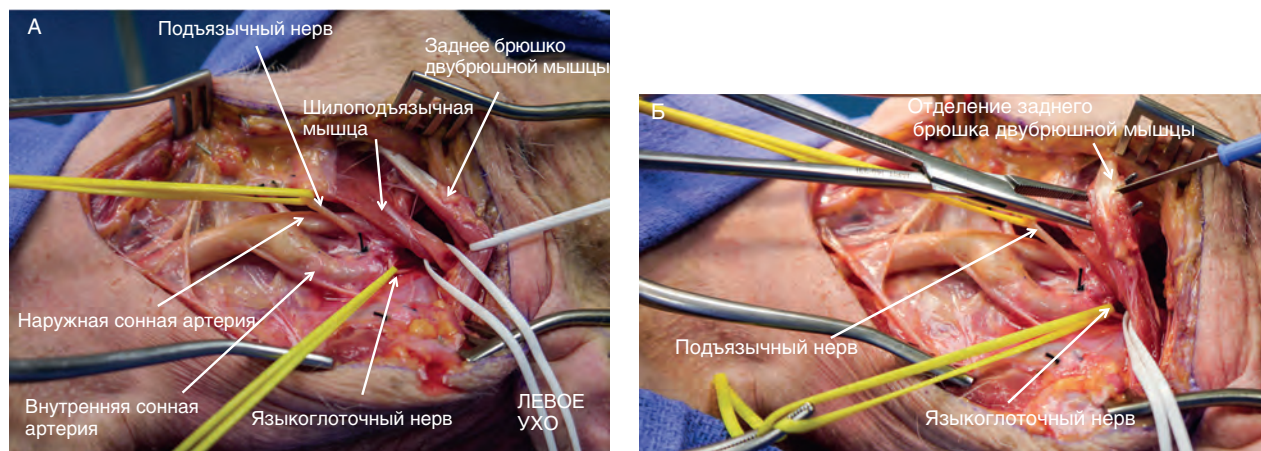 А
Подъязычный нерв
Заднее брюшко
двубрюшной мышцы
Шилоподъязычная
мышца
Наружная сонная артерия
Внутренняя сонная
артерия
Языкоглоточный нерв
ЛЕВОЕ
УХО
Б
Отделение заднего
брюшка двубрюшной мышцы
Подъязычный нерв
Языкоглоточный нерв